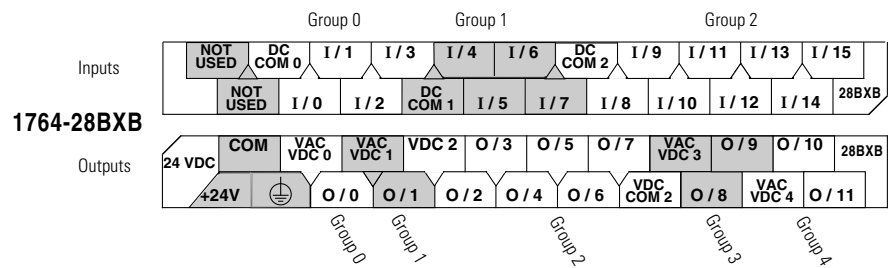 Group 0 Group 1 Group 2
Inputs
NOT USED DC COM 0 I / 1 I / 3 I / 4 I / 6 DC COM 2 I / 9 I / 11 I / 13 I / 15
NOT USED I / 0 I / 2 DC COM 1 I / 5 I / 7 I / 8 I / 10 I / 12 I / 14 28BXB
1764-28BXB
Outputs
24 VDC COM VAC VDC 0 VAC VDC 1 VDC 2 O / 3 O / 5 O / 7 VAC VDC 3 O / 9 O / 10 28BXB
+24V O / 0 O / 1 O / 2 O / 4 O / 6 VDC COM 2 O / 8 VAC VDC 4 O / 11
Group 0 Group 1 Group 2 Group 3 Group 4